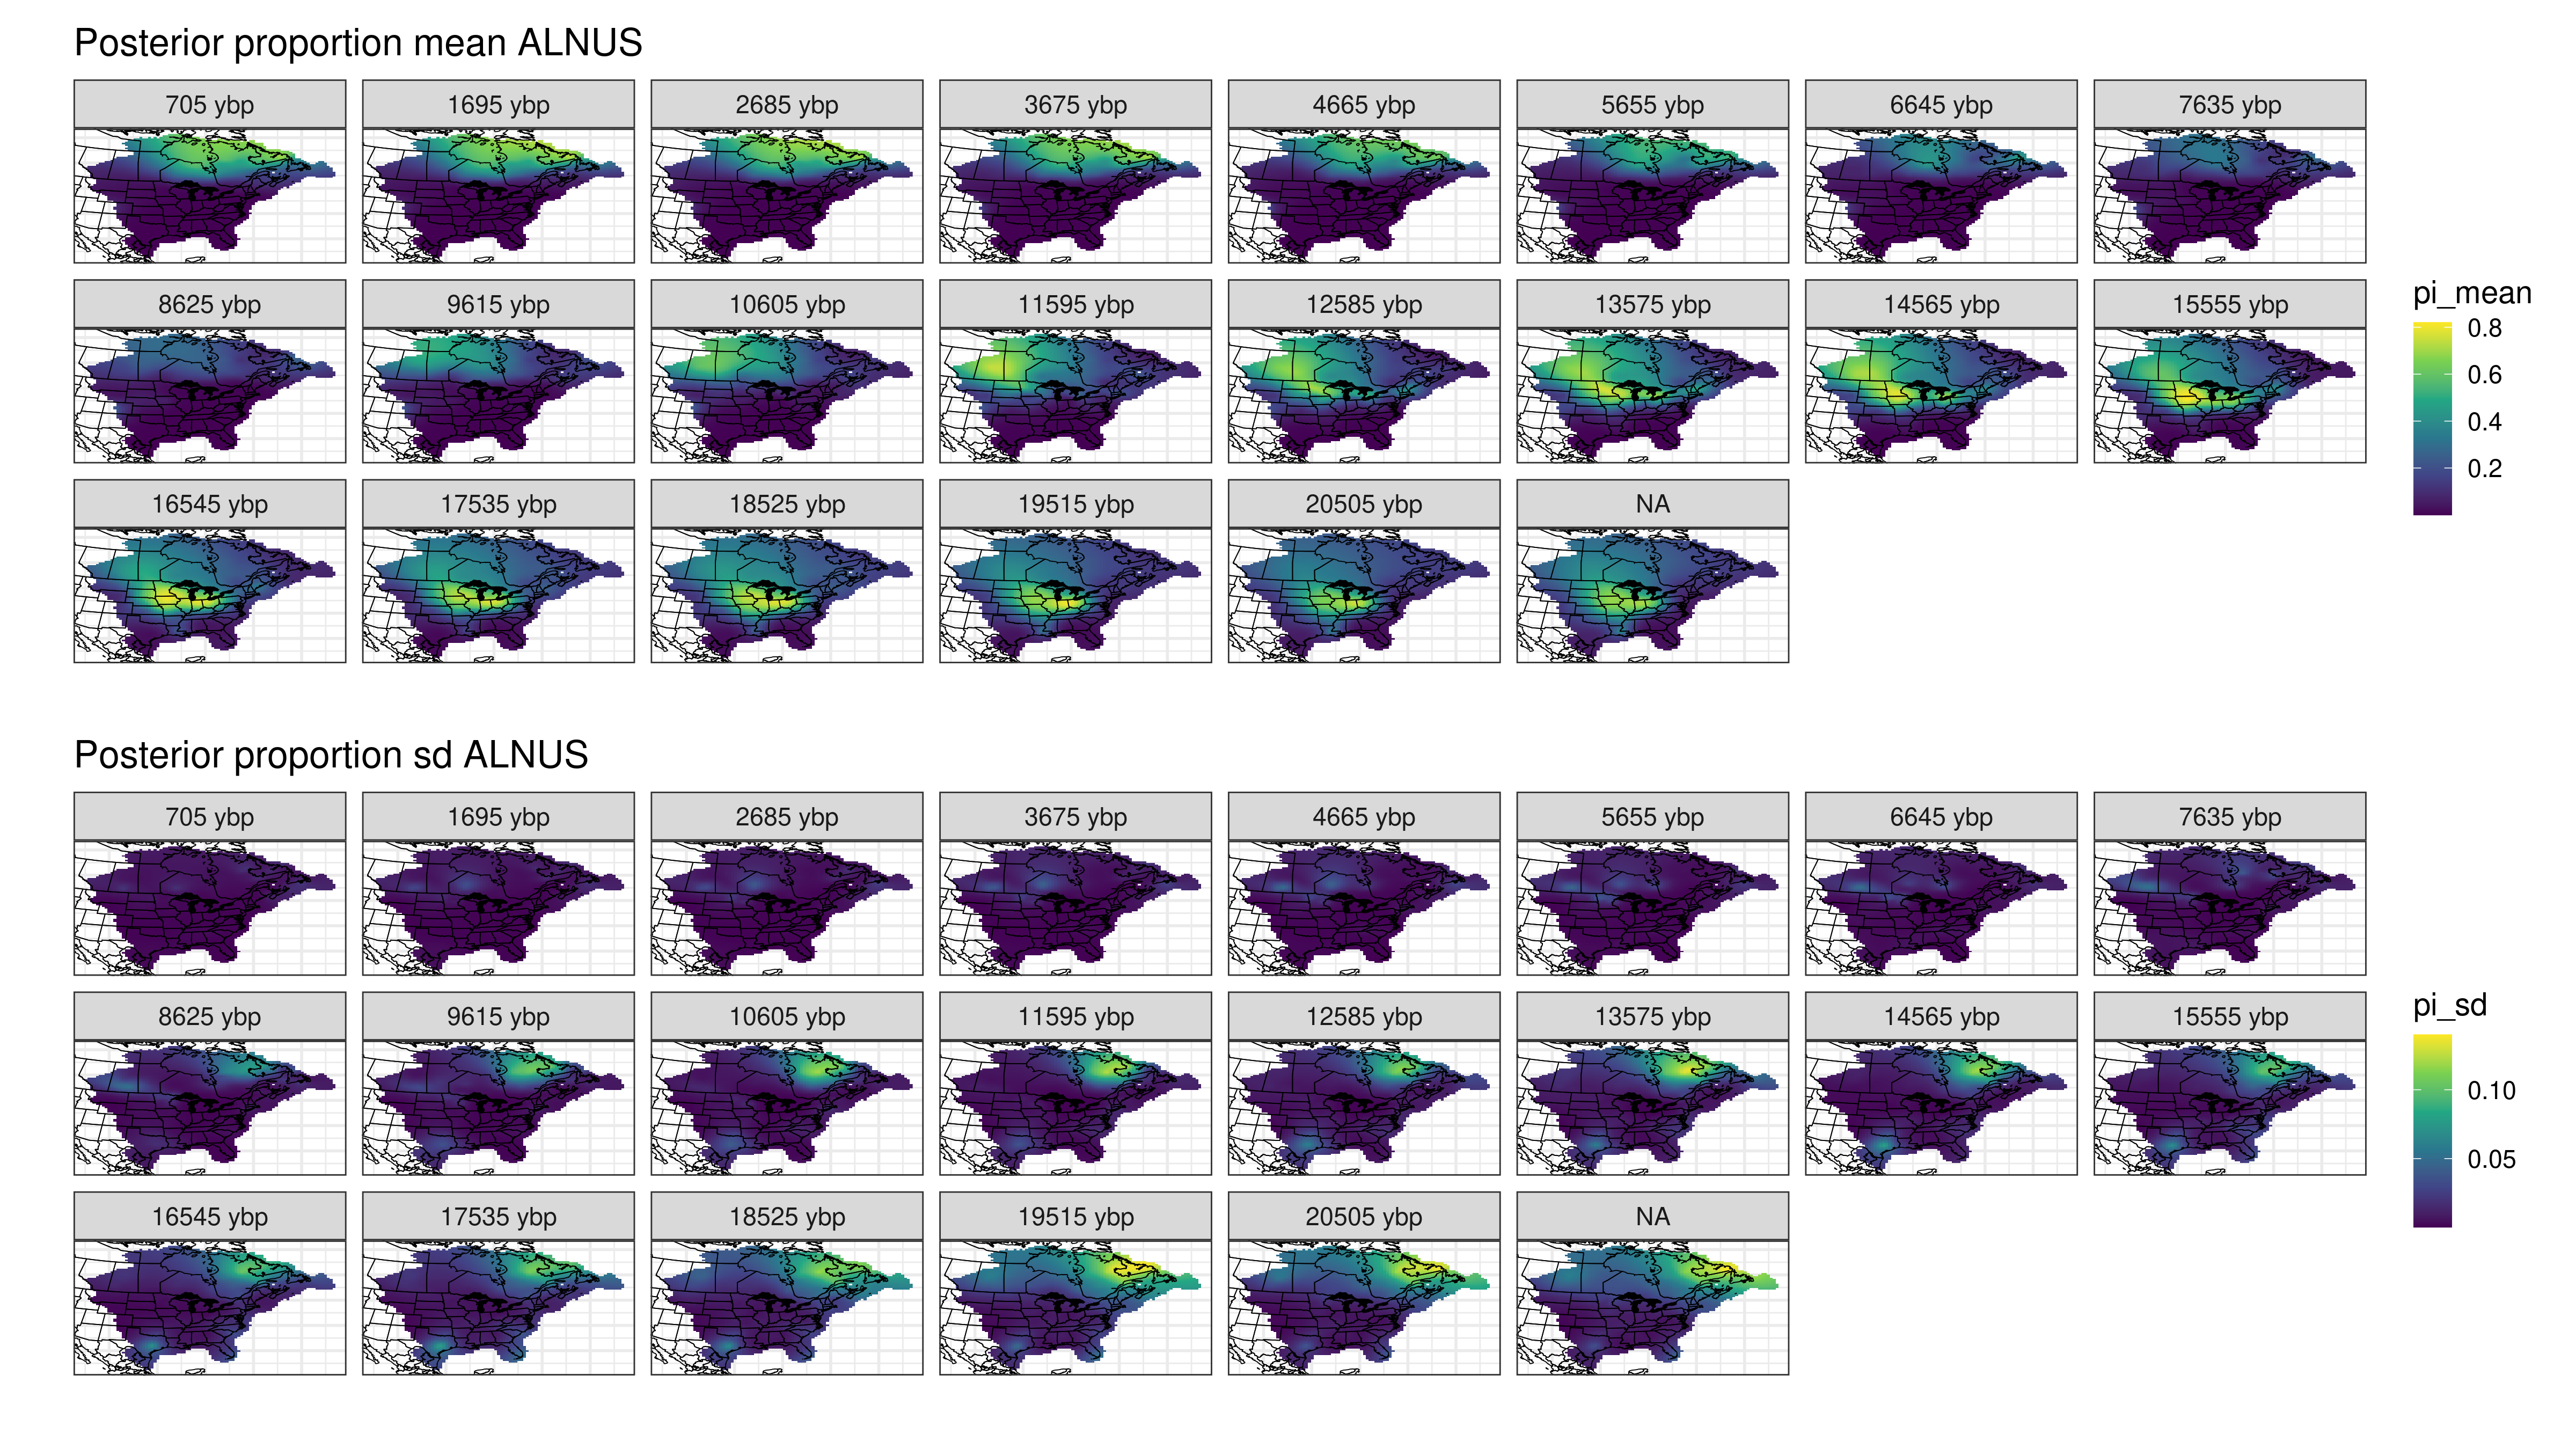 Posterior proportion mean ALNUS
705 ybp 1695 ybp 2685 ybp 3675 ybp 4665 ybp 5655 ybp 6645 ybp 7635 ybp
8625 ybp 9615 ybp 10605 ybp 11595 ybp 12585 ybp 13575 ybp 14565 ybp 15555 ybp
16545 ybp 17535 ybp 18525 ybp 19515 ybp 20505 ybp NA
pi_mean
0.8
0.6
0.4
0.2
Posterior proportion sd ALNUS
705 ybp 1695 ybp 2685 ybp 3675 ybp 4665 ybp 5655 ybp 6645 ybp 7635 ybp
8625 ybp 9615 ybp 10605 ybp 11595 ybp 12585 ybp 13575 ybp 14565 ybp 15555 ybp
16545 ybp 17535 ybp 18525 ybp 19515 ybp 20505 ybp NA
pi_sd
0.10
0.05